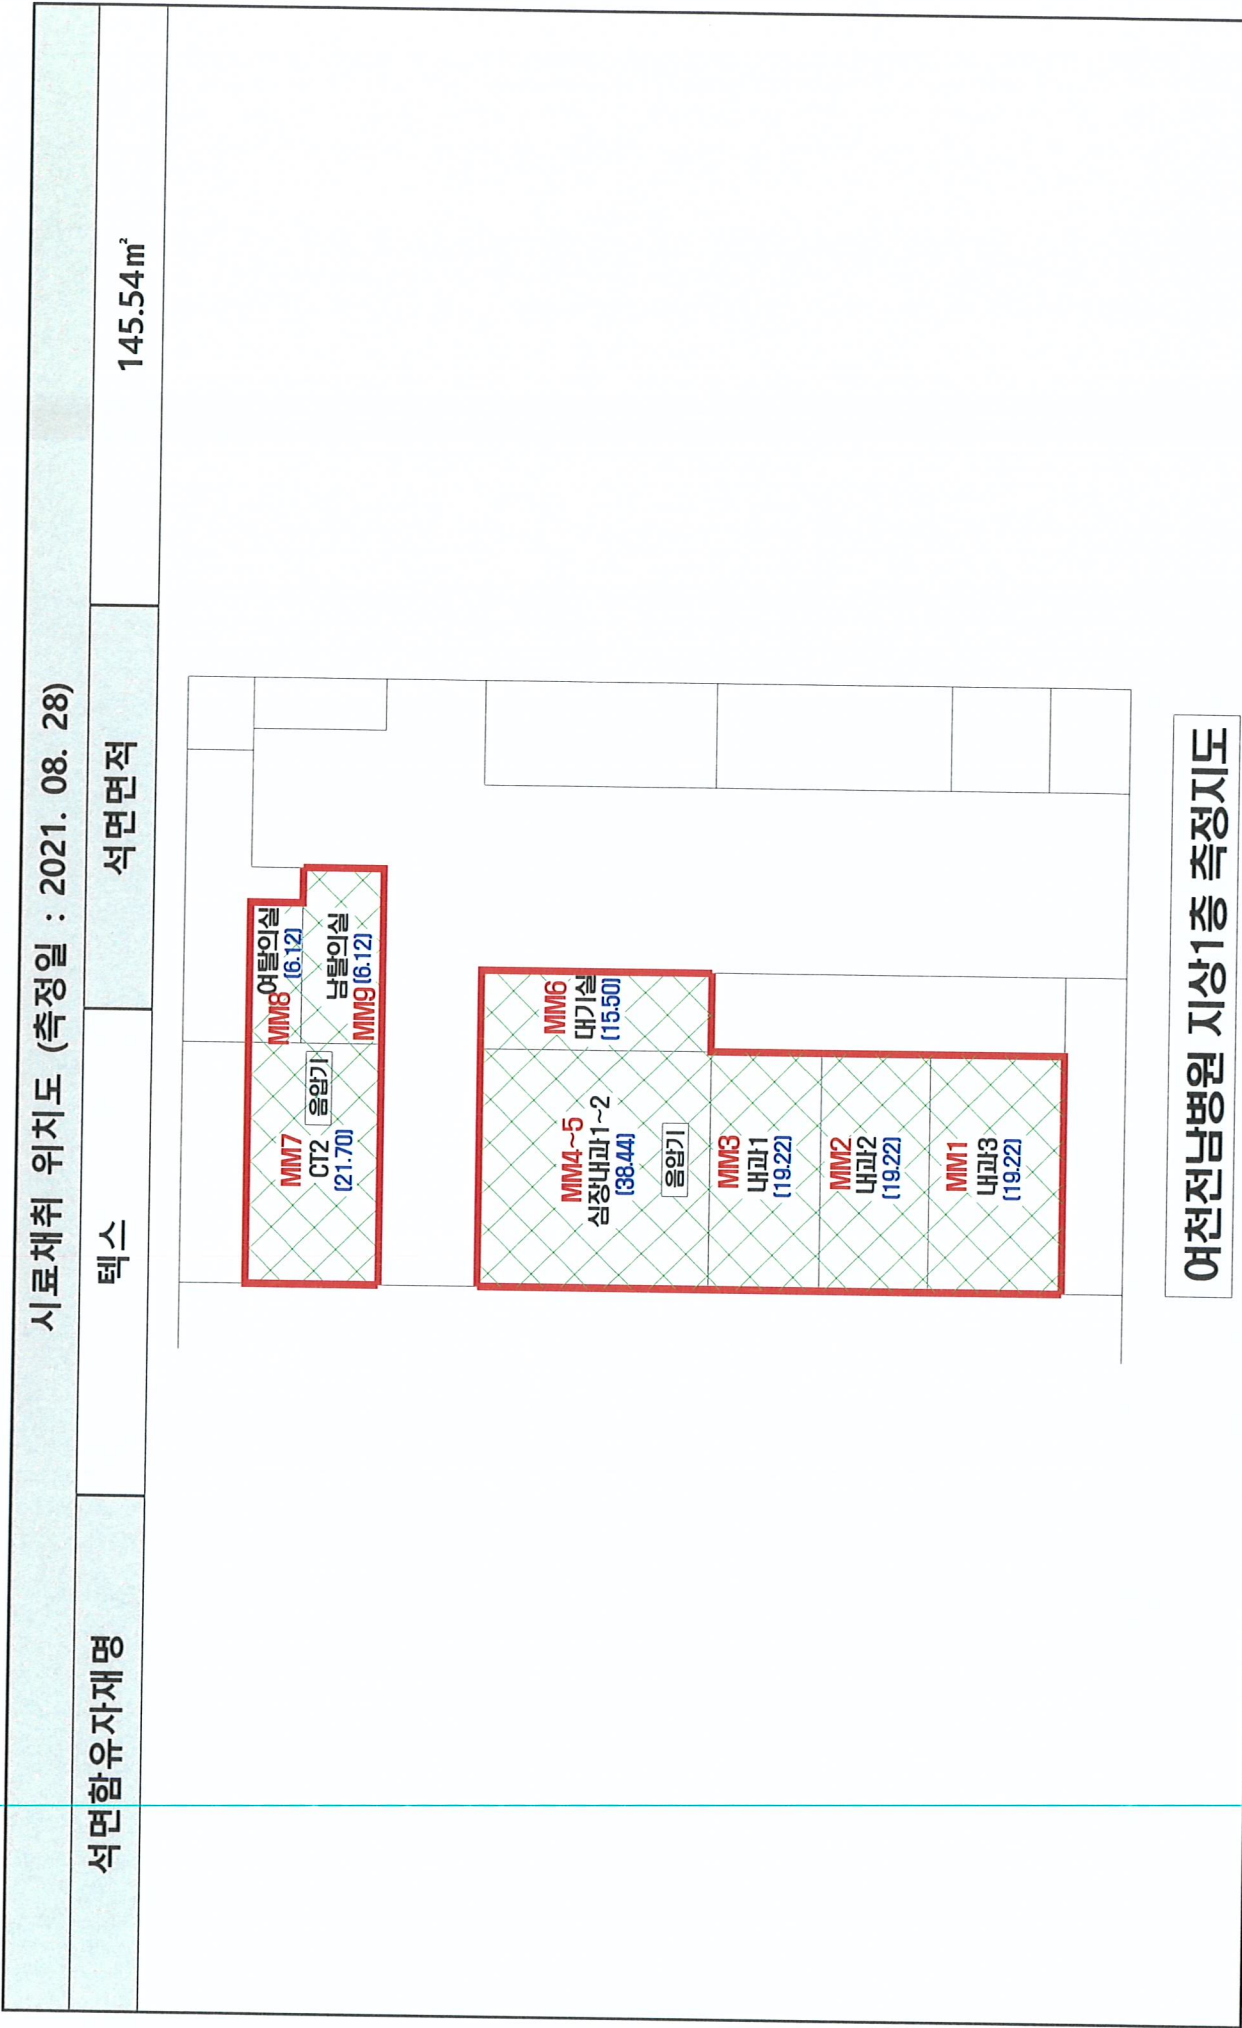 시료채취 위치도 (측정일 : 2021. 08. 28)
석면함유자재명
텍스
석면면적
145.54㎡
MM8
여탈의실
[6.12]
남탈의실
MM9 [6.12]
MM7
CT2
[21.70]
음압기
MM6
대기실
[15.50]
MM4~5
심장내과1~2
[38.44]
음압기
MM3
내과1
[19.22]
MM2
내과2
[19.22]
MM1
내과3
[19.22]
여천전남병원 지상1층 측정지도